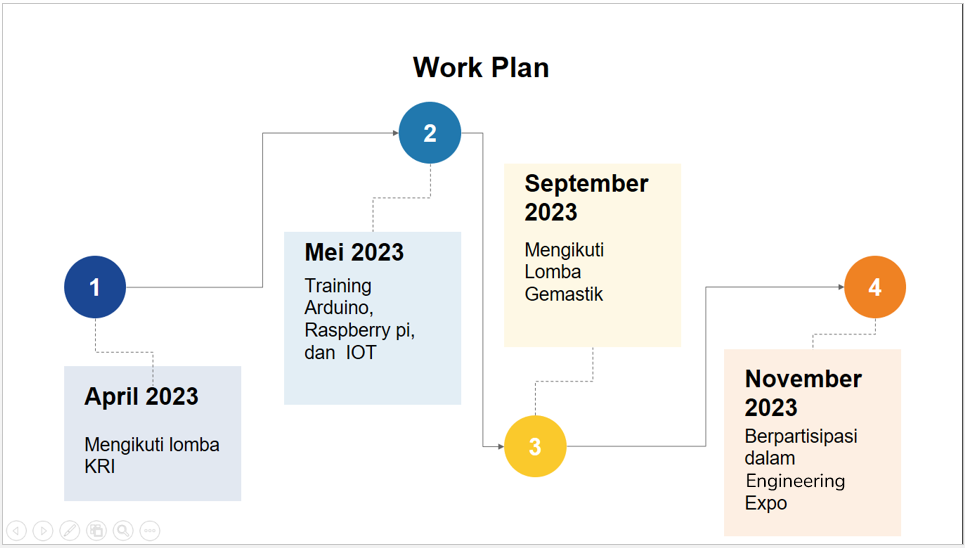 Work Plan
1
April 2023
Mengikuti lomba
KRI
2
Mei 2023
Training
Arduino,
Raspberry pi,
dan  IOT
3
September
2023
Mengikuti
Lomba
Gemastik
4
November
2023
Berpartisipasi
dalam
Engineering
Expo